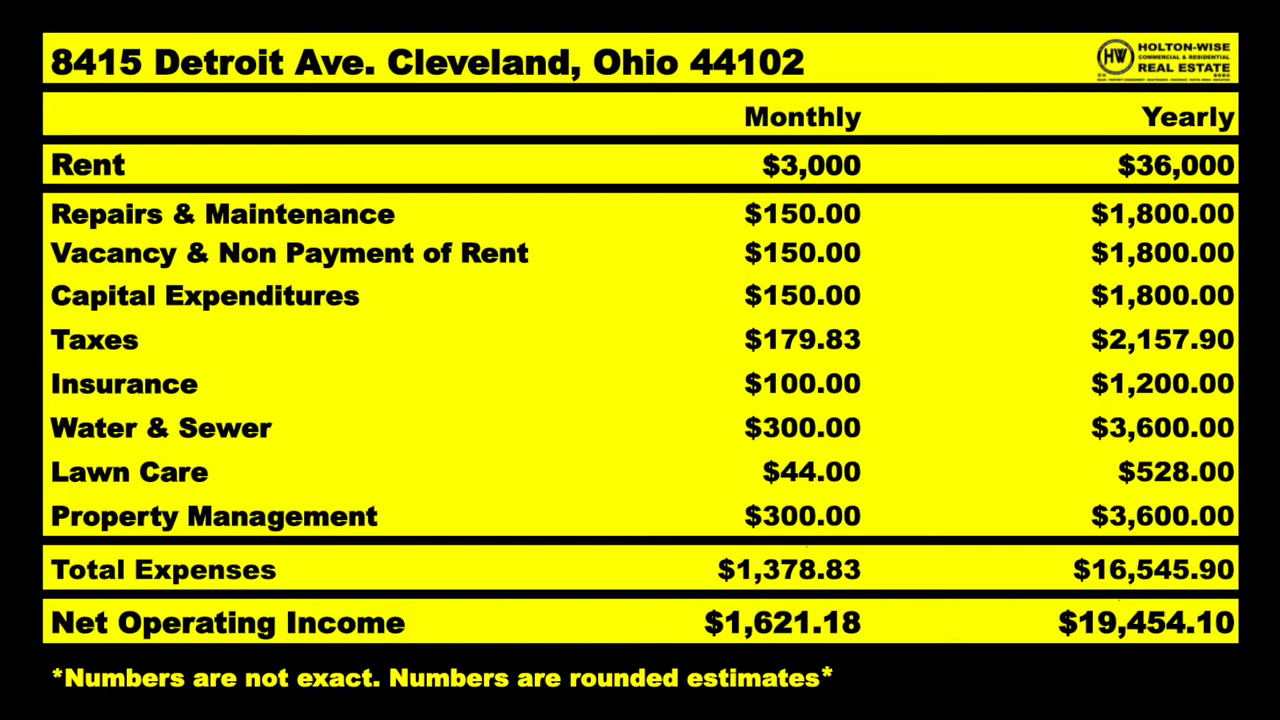 8415 Detroit Ave. Cleveland, Ohio 44102
HW
HOLTON-WISE
COMMERCIAL & RESIDENTIAL
REAL ESTATE
Monthly Yearly
Rent $3,000 $36,000
Repairs & Maintenance $150.00 $1,800.00
Vacancy & Non Payment of Rent $150.00 $1,800.00
Capital Expenditures $150.00 $1,800.00
Taxes $179.83 $2,157.90
Insurance $100.00 $1,200.00
Water & Sewer $300.00 $3,600.00
Lawn Care $44.00 $528.00
Property Management $300.00 $3,600.00
Total Expenses $1,378.83 $16,545.90
Net Operating Income $1,621.18 $19,454.10
*Numbers are not exact. Numbers are rounded estimates*